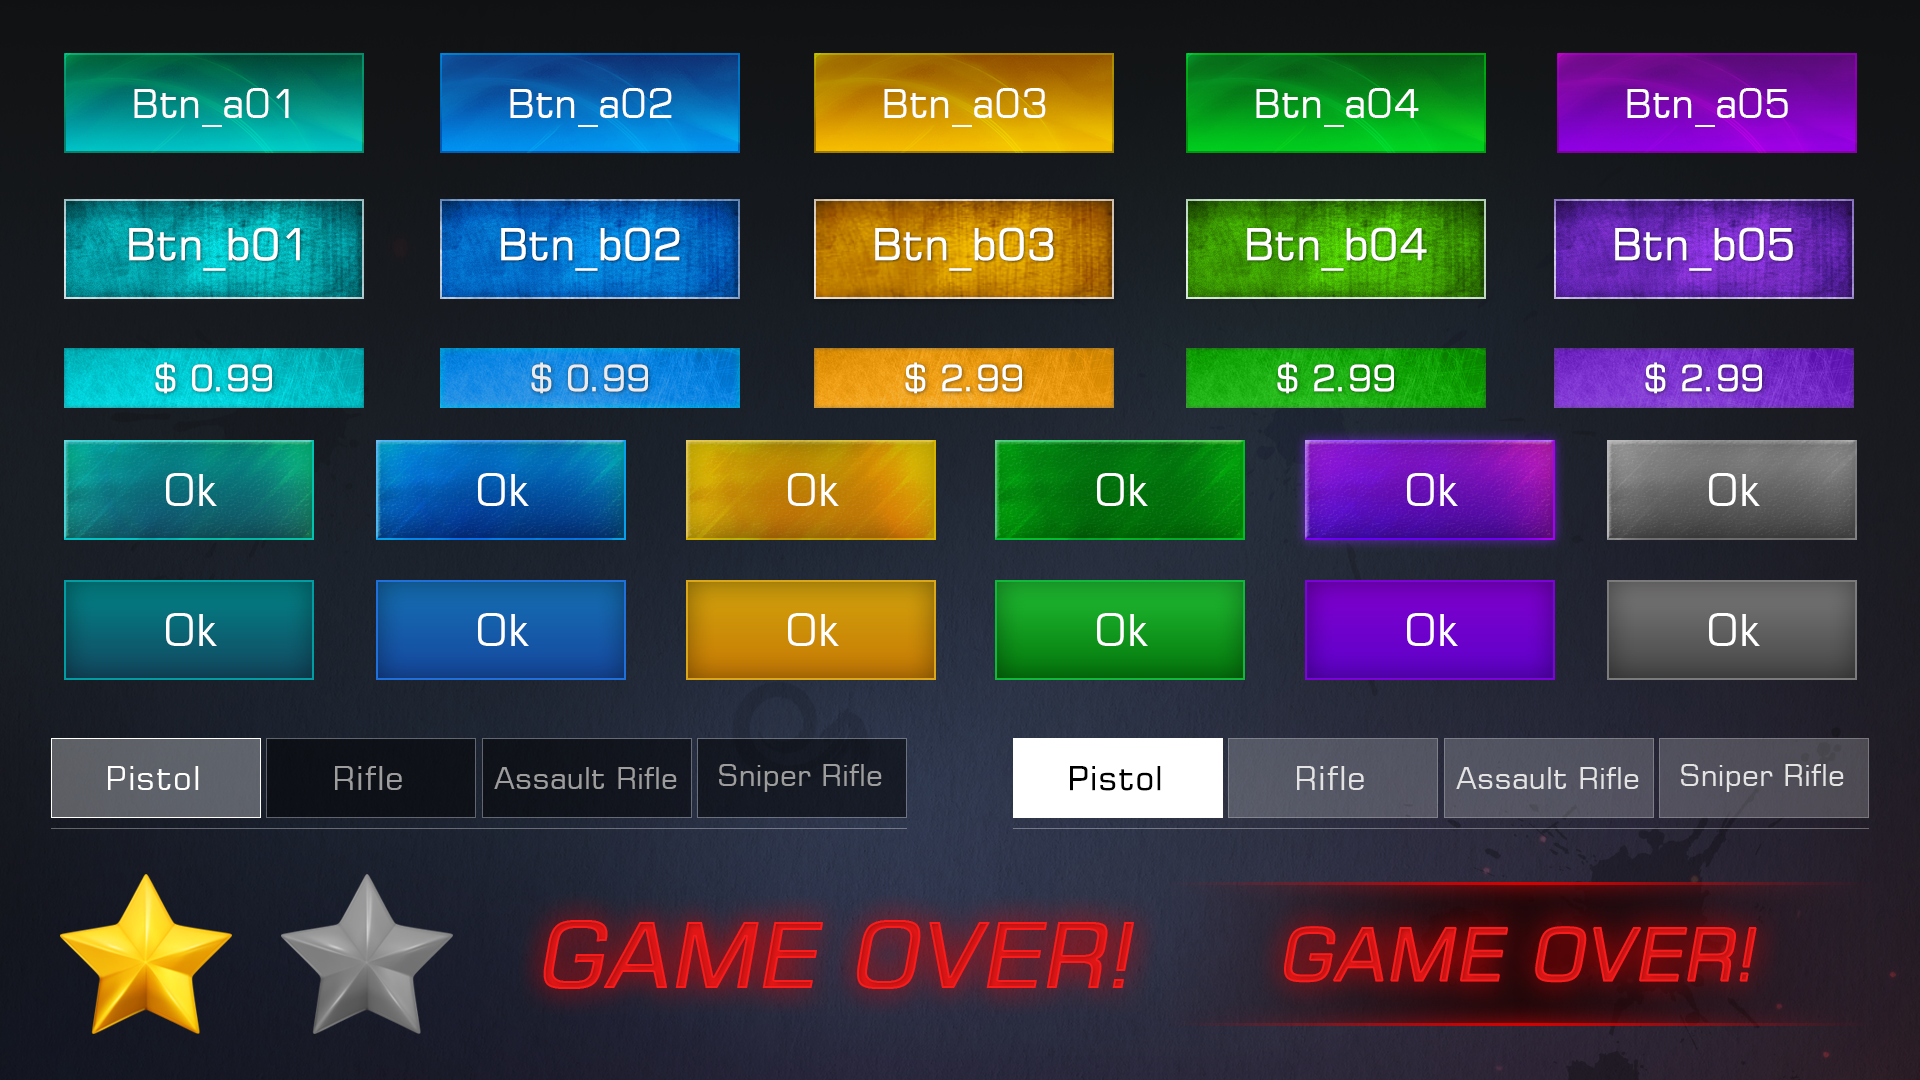 Btn_a01 Btn_a02 Btn_a03 Btn_a04 Btn_a05
Btn_b01 Btn_b02 Btn_b03 Btn_b04 Btn_b05
$ 0.99 $ 0.99 $ 2.99 $ 2.99 $ 2.99
Ok Ok Ok Ok Ok Ok
Ok Ok Ok Ok Ok Ok
Pistol Rifle Assault Rifle Sniper Rifle Pistol Rifle Assault Rifle Sniper Rifle
GAME OVER! GAME OVER!